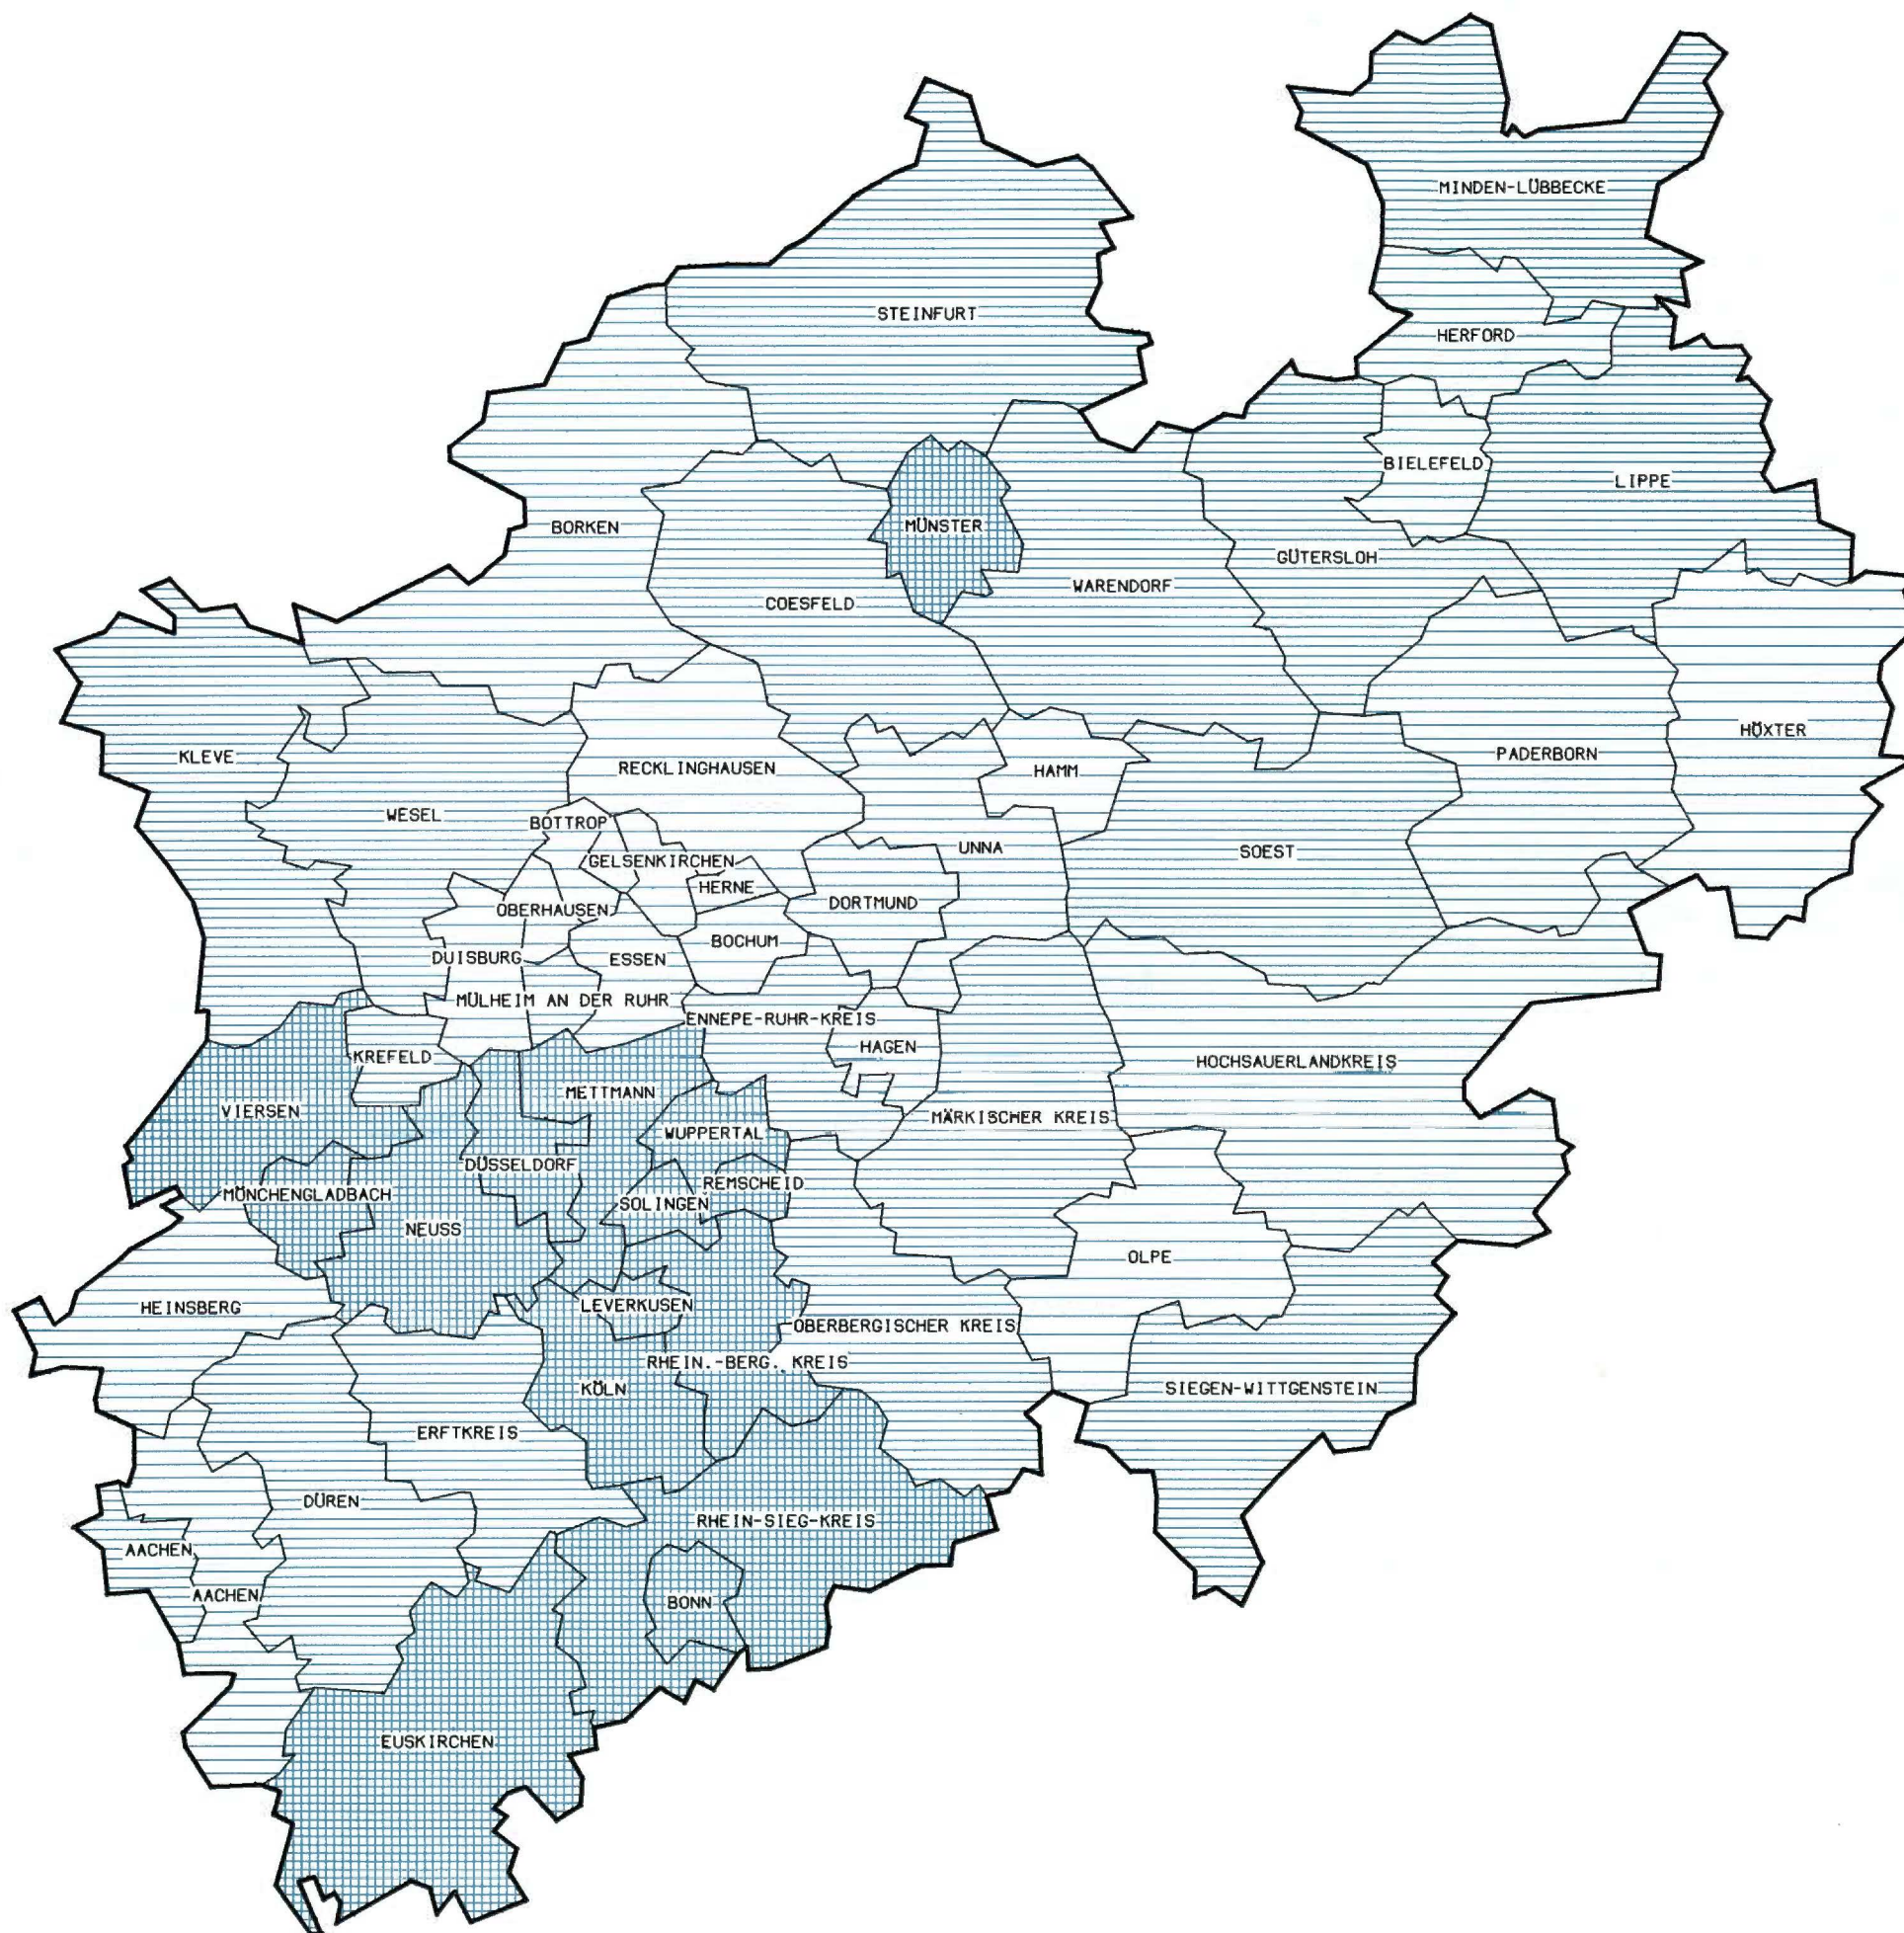 MINDEN-LÜBBECKE
STEINFURT
HERFORD
BIELEFELD
LIPPE
BORKEN
MÜNSTER
GÜTERSLOH
WARENDORF
COESFELD
HÖXTER
PADERBORN
KLEVE
RECKLINGHAUSEN
HAMM
WESEL
BOTTROP
UNNA
SOEST
GELSENKIRCHEN
HERNE
DORTMUND
OBERHAUSEN
BOCHUM
DUISBURG
ESSEN
MÜLHEIM AN DER RUHR
ENNEPE-RUHR-KREIS
HAGEN
KREFELD
HOCHSAUERLANDKREIS
METTMANN
VIERSEN
MÄRKISCHER KREIS
WUPPERTAL
DÜSSELDORF
REMSCHEID
MÖNCHENGLADBACH
SOLINGEN
NEUSS
OLPE
LEVERKUSEN
HEINSBERG
OBERBERGISCHER KREIS
RHEIN.-BERG. KREIS
KÖLN
SIEGEN-WITTGENSTEIN
ERFTKREIS
DÜREN
RHEIN-SIEG-KREIS
AACHEN
AACHEN
BONN
EUSKIRCHEN